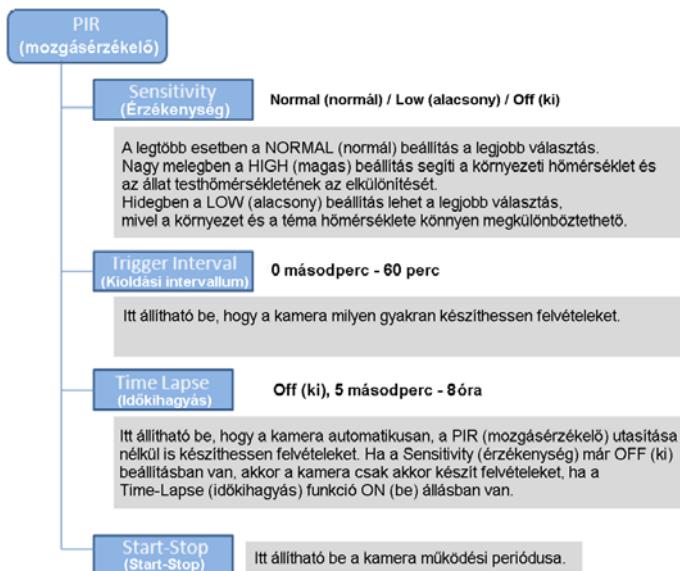 PIR
(mozgásérzékelő)
Sensitivity
(Érzékenység)
Normal (normál) / Low (alacsony) / Off (ki)
A legtöbb esetben a NORMAL (normál) beállítás a legjobb választás.
Nagy melegben a HIGH (magas) beállítás segíti a környezeti hőmérséklet és
az állat testhőmérsékletének az elkülönítését.
Hidegben a LOW (alacsony) beállítás lehet a legjobb választás,
mivel a környezet és a téma hőmérséklete könnyen megkülönböztethető.
Trigger Interval
(Kioldási intervallum)
0 másodperc - 60 perc
Itt állítható be, hogy a kamera milyen gyakran készíthessen felvételeket.
Time Lapse
(Időkihagyás)
Off (ki), 5 másodperc - 8óra
Itt állítható be, hogy a kamera automatikusan, a PIR (mozgásérzékelő) utasítása
nélkül is készíthessen felvételeket. Ha a Sensitivity (érzékenység) már OFF (ki)
beállításban van, akkor a kamera csak akkor készít felvételeket, ha a
Time-Lapse (időkihagyás) funkció ON (be) állásban van.
Start-Stop
(Start-Stop)
Itt állítható be a kamera működési periódusa.